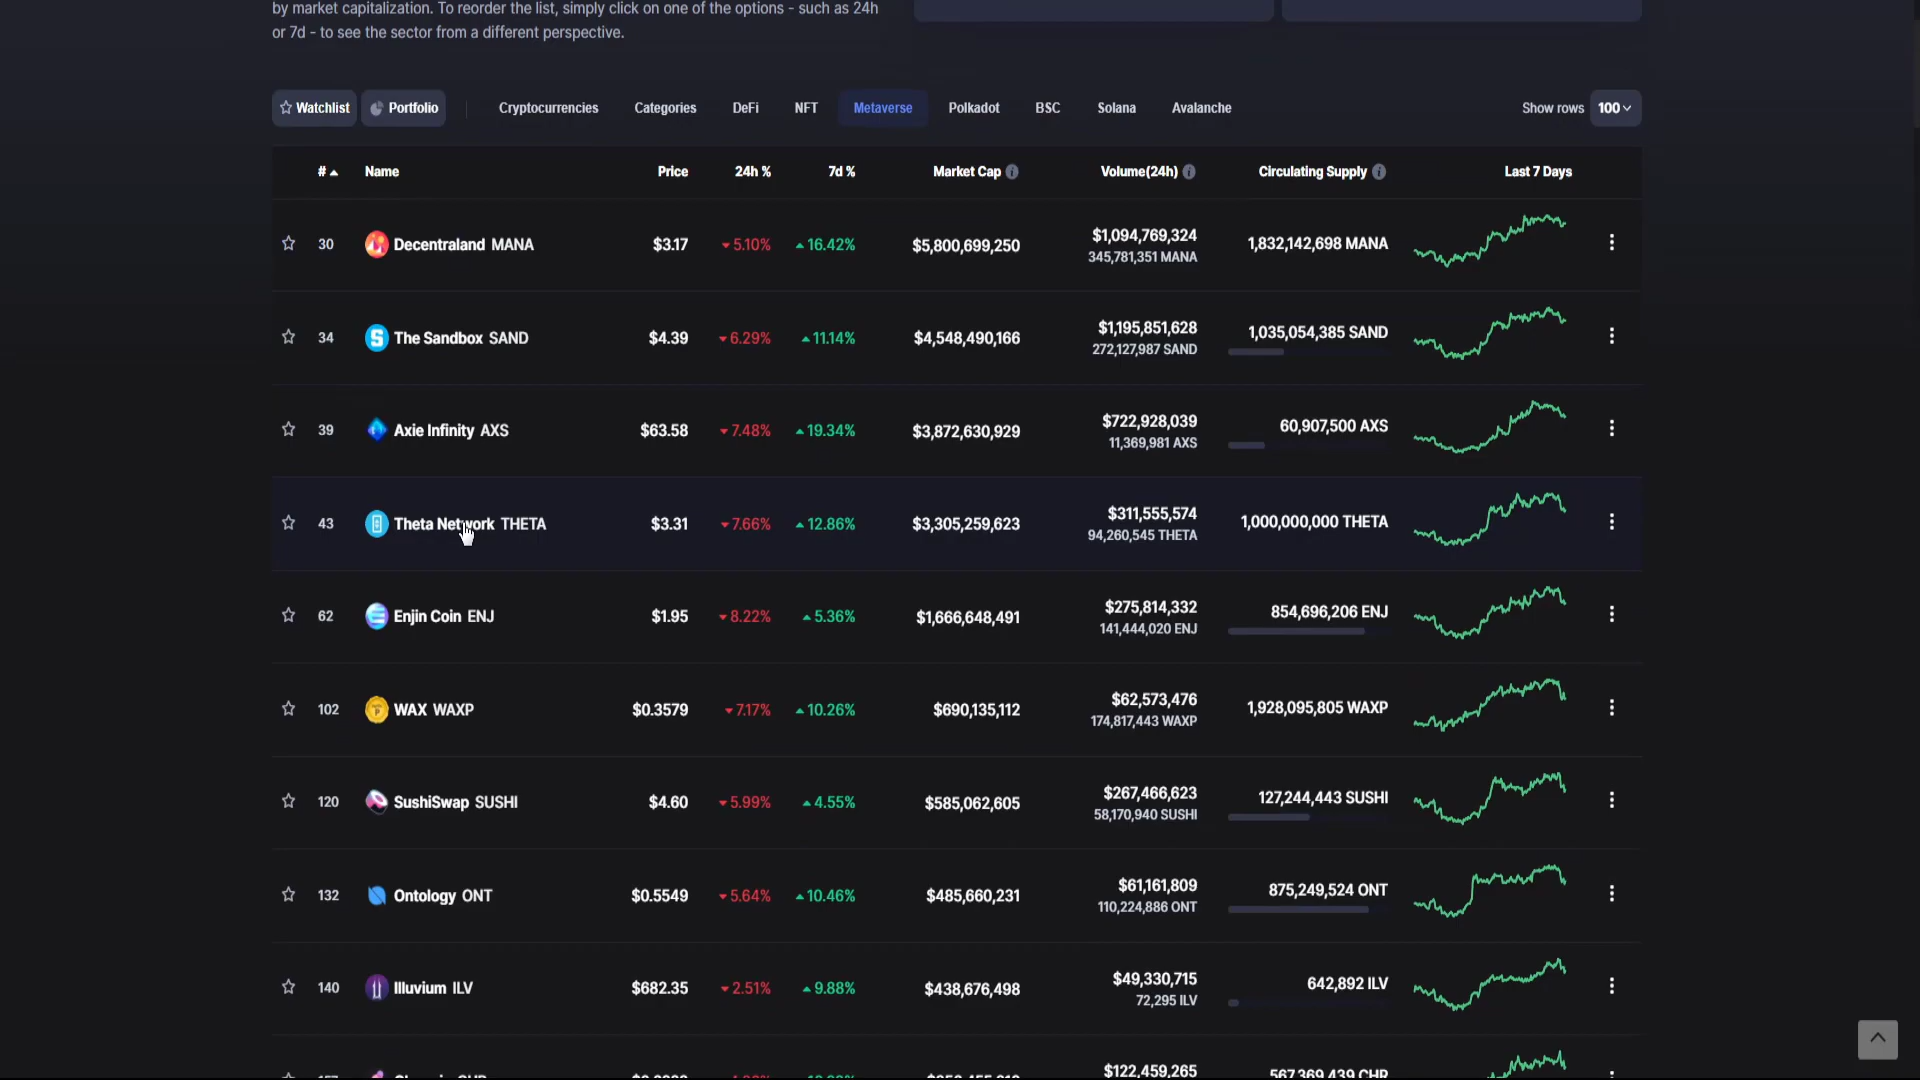 by market capitalization. To reorder the list, simply click on one of the options - such as 24h
or 7d - to see the sector from a different perspective.
Watchlist Portfolio Cryptocurrencies Categories DeFi NFT Metaverse Polkadot BSC Solana Avalanche Show rows 100
# Name Price 24h % 7d % Market Cap Volume(24h) Circulating Supply Last 7 Days
30 Decentraland MANA $3.17 5.10% 16.42% $5,800,699,250 $1,094,769,324 1,832,142,698 MANA
345,781,351 MANA
34 The Sandbox SAND $4.39 6.29% 11.14% $4,548,490,166 $1,195,851,628 1,035,054,385 SAND
272,127,987 SAND
39 Axie Infinity AXS $63.58 7.48% 19.34% $3,872,630,929 $722,928,039 60,907,500 AXS
11,369,981 AXS
43 Theta Network THETA $3.31 7.66% 12.86% $3,305,259,623 $311,555,574 1,000,000,000 THETA
94,260,545 THETA
62 Enjin Coin ENJ $1.95 8.22% 5.36% $1,666,648,491 $275,814,332 854,696,206 ENJ
141,444,020 ENJ
102 WAX WAXP $0.3579 7.17% 10.26% $690,135,112 $62,573,476 1,928,095,805 WAXP
174,817,443 WAXP
120 SushiSwap SUSHI $4.60 5.99% 4.55% $585,062,605 $267,466,623 127,244,443 SUSHI
58,170,940 SUSHI
132 Ontology ONT $0.5549 5.64% 10.46% $485,660,231 $61,161,809 875,249,524 ONT
110,224,886 ONT
140 Illuvium ILV $682.35 2.51% 9.88% $438,676,498 $49,330,715 642,892 ILV
72,295 ILV
$122,459,265 567,369,439 CHR